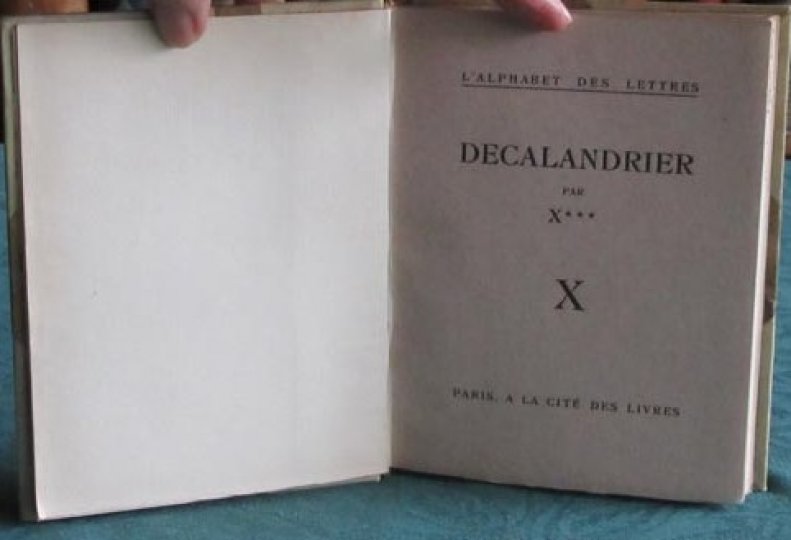 L'ALPHABET DES LETTRES
DECALANDRIER
PAR
X***
X
PARIS, A LA CITÉ DES LIVRES